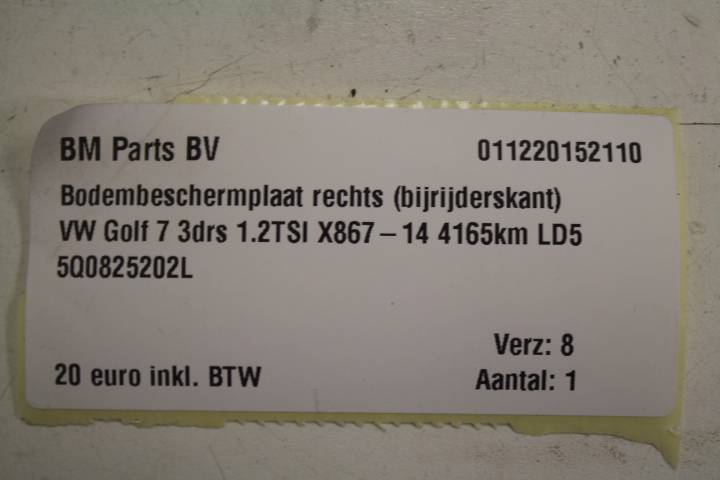 BM Parts BV 011220152110
Bodembeschermplaat rechts (bijrijderskant)
VW Golf 7 3drs 1.2TSI X867-14 4165km LD5
5Q0825202L
Verz: 8
20 euro inkl. BTW Aantal: 1